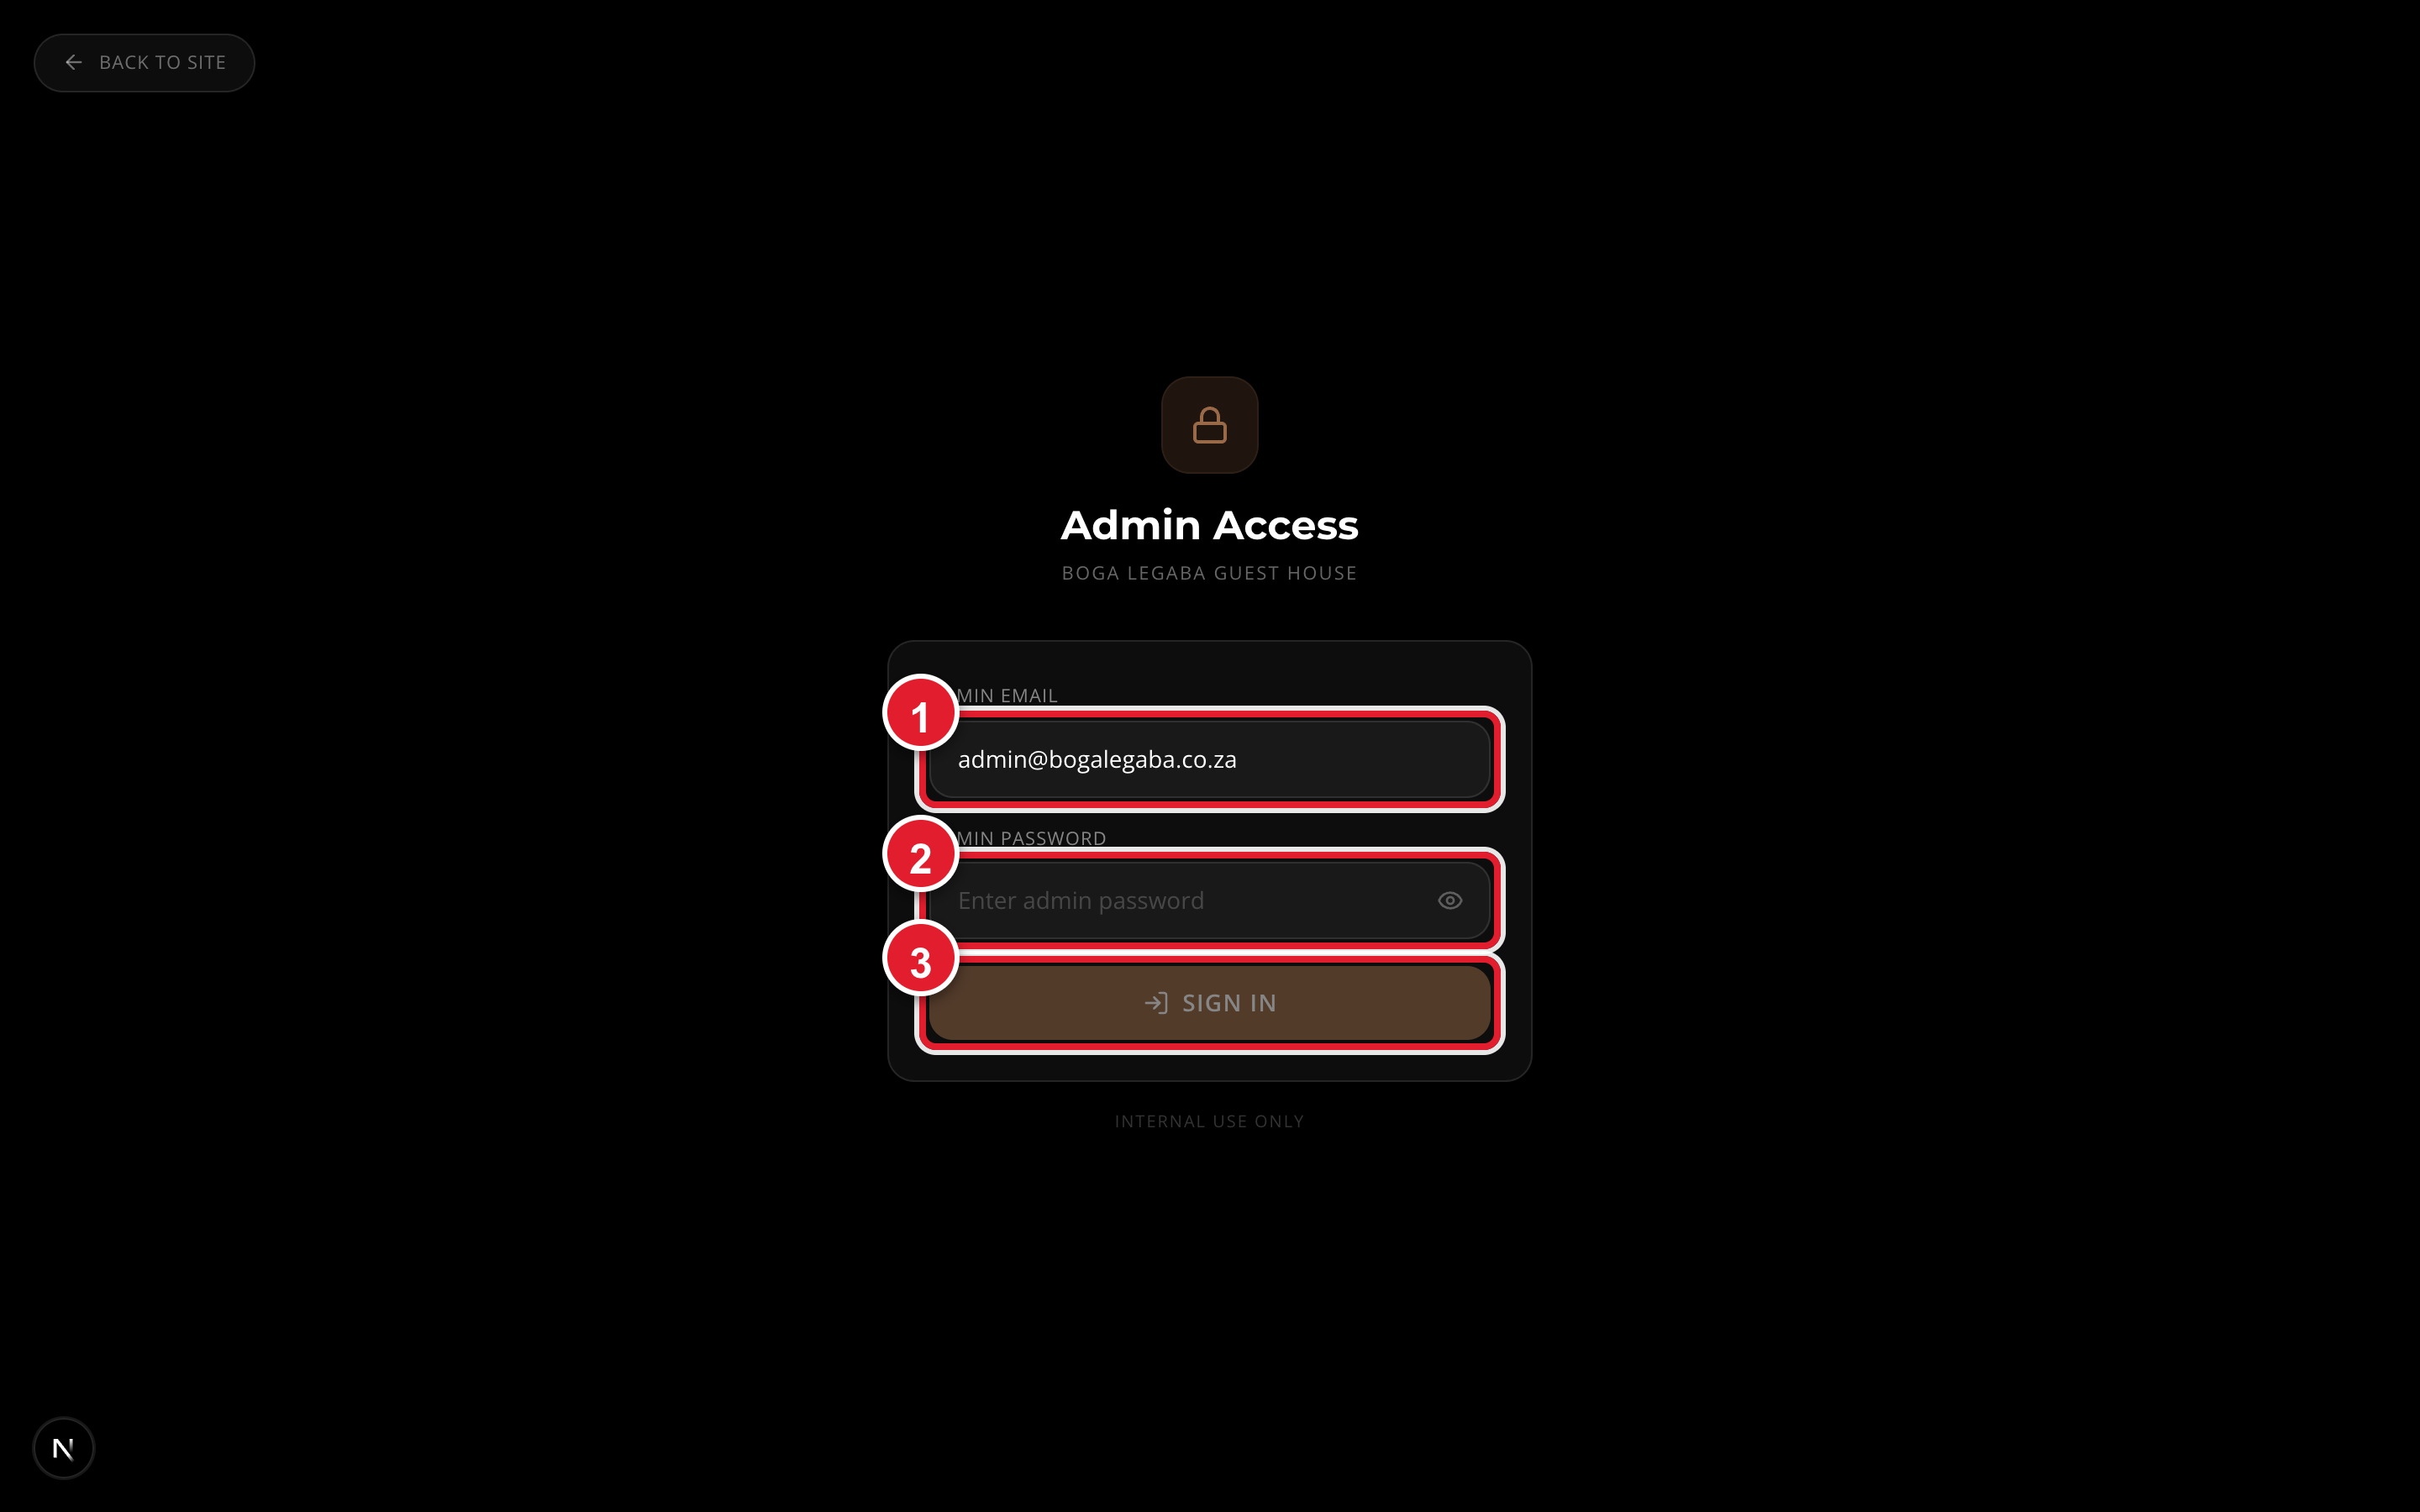 BACK TO SITE
Admin Access
BOGA LEGABA GUEST HOUSE
MIN EMAIL
1
admin@bogalegaba.co.za
MIN PASSWORD
2
Enter admin password
3
SIGN IN
INTERNAL USE ONLY
N